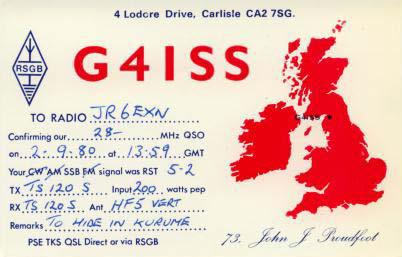 4 Lodore Drive, Carlisle CA2 7SG.
RSGB
G4ISS
TO RADIO JR6EXN
Confirming our 28- MHz QSO
on 2.9.80 at 13:59 GMT
Your CW AM SSB FM signal was RST 5-2
TX TS 120 S Input 200 watts pep
RX TS 120 S Ant HF5 VERT
Remarks TO HIDE IN KURUME
PSE TKS QSL Direct or via RSGB
G4ISS
73. John J Proudfoot